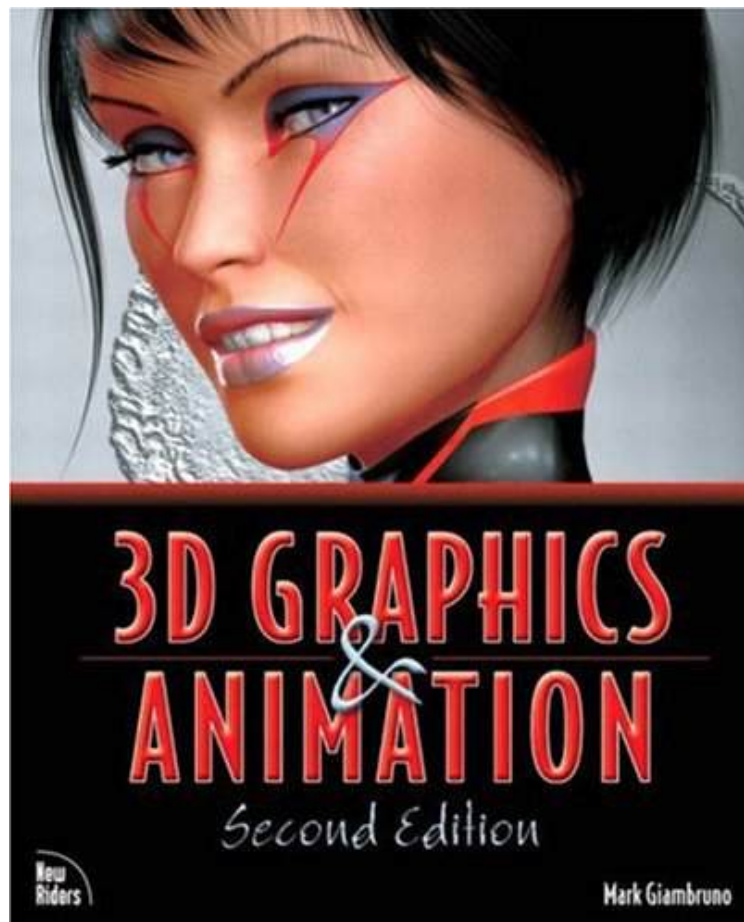 3D GRAPHICS
&
ANIMATION
Second Edition
New
Riders
Mark Giambruno